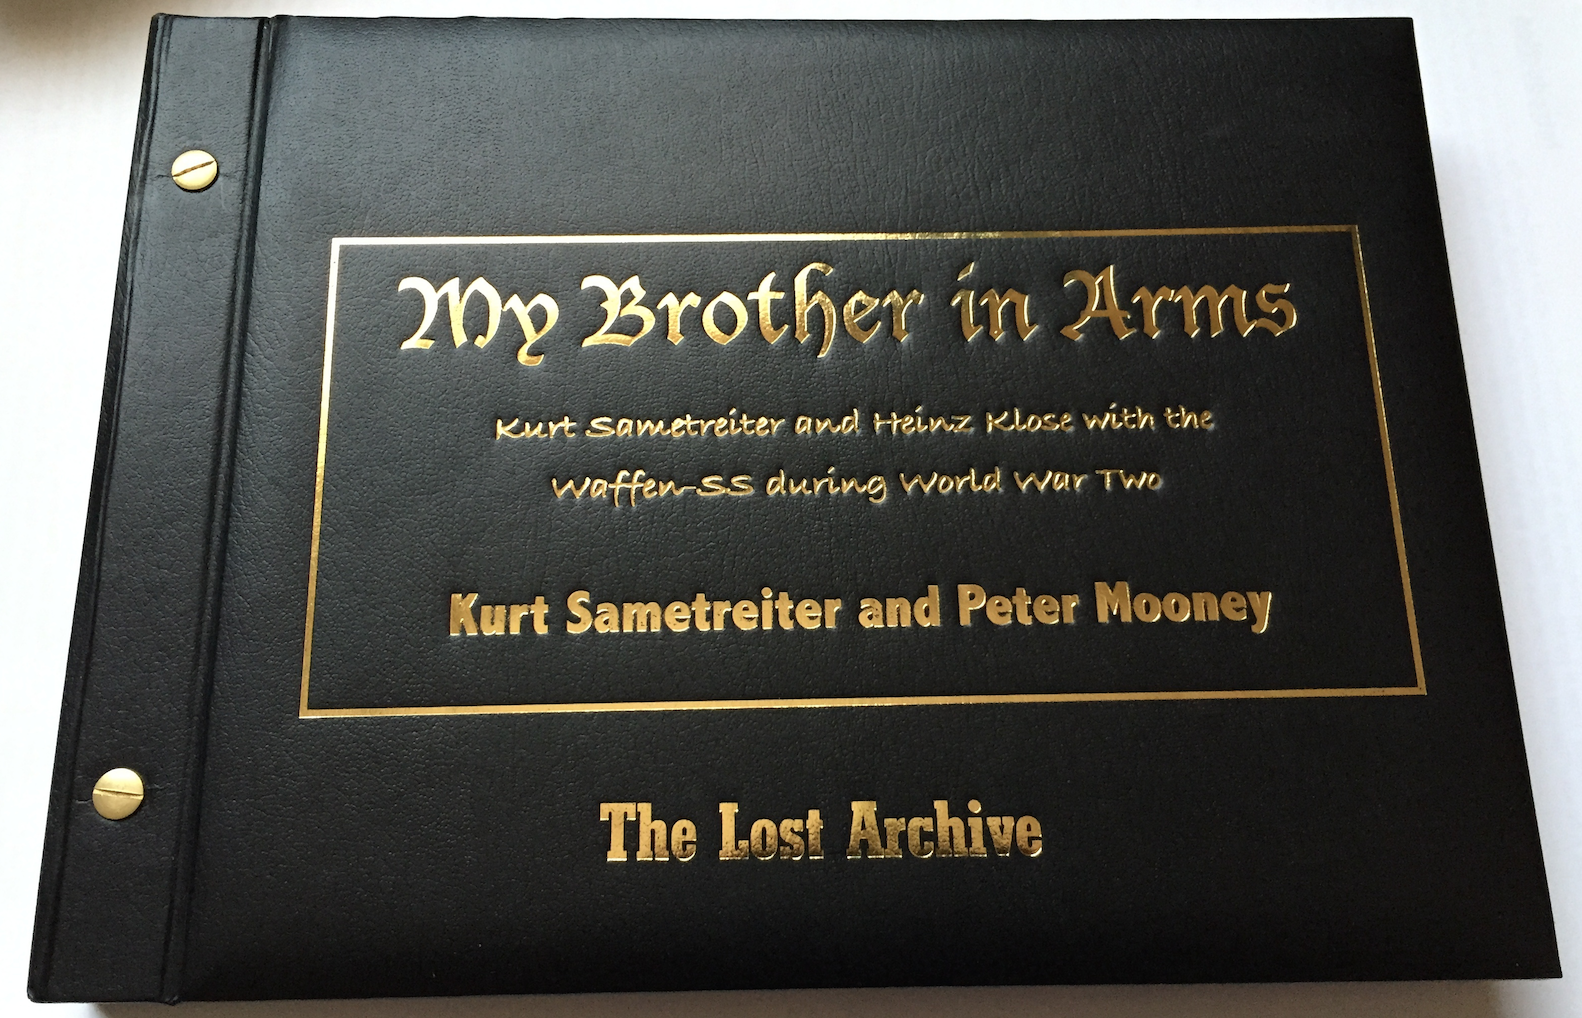 My Brother in Arms
Kurt Sametreiter and Heinz Klose with the
Waffen-SS during World War Two
Kurt Sametreiter and Peter Mooney
The Lost Archive